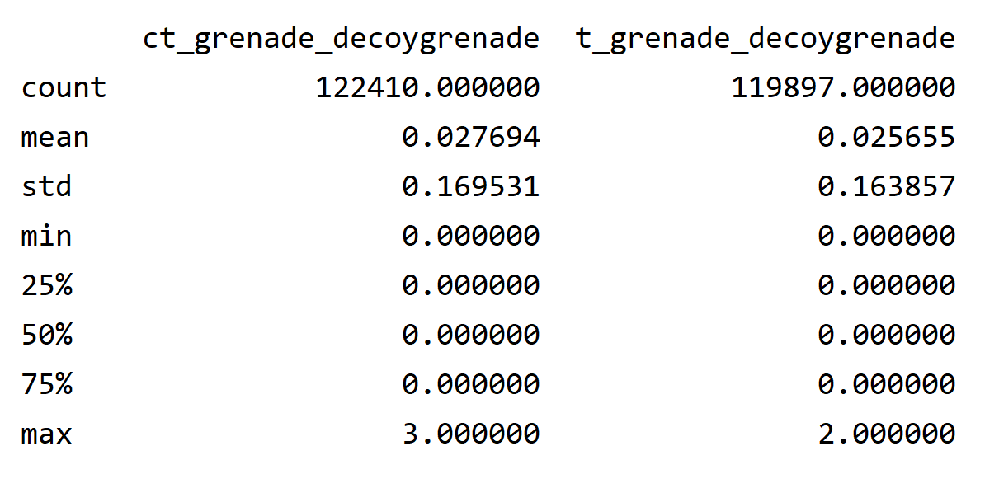 ct_grenade_decoygrenade t_grenade_decoygrenade
count 122410.000000 119897.000000
mean 0.027694 0.025655
std 0.169531 0.163857
min 0.000000 0.000000
25% 0.000000 0.000000
50% 0.000000 0.000000
75% 0.000000 0.000000
max 3.000000 2.000000